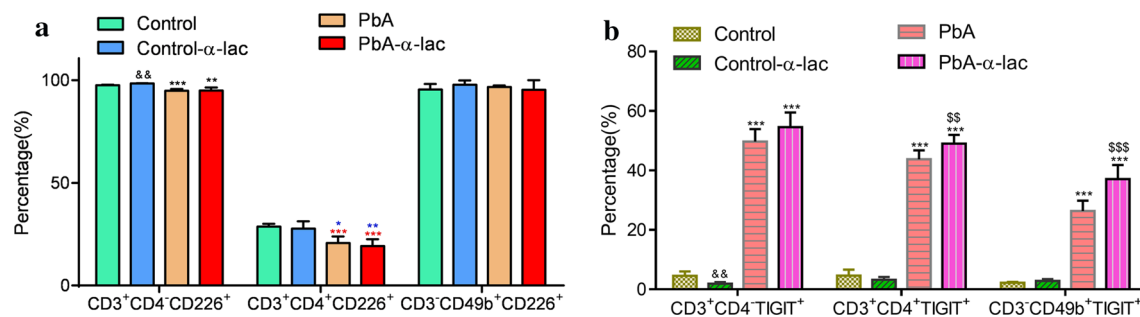 a
Control
Control-α-lac
PbA
PbA-α-lac
Percentage(%)
100
50
0
&&
***
**
*
***
**
***
CD3⁺CD4⁻CD226⁺
CD3⁺CD4⁺CD226⁺
CD3⁻CD49b⁺CD226⁺
b
Control
Control-α-lac
PbA
PbA-α-lac
Percentage(%)
80
60
40
20
0
&&
***
***
***
$$
***
***
$$$
***
CD3⁺CD4⁻TIGIT⁺
CD3⁺CD4⁺TIGIT⁺
CD3⁻CD49b⁺TIGIT⁺